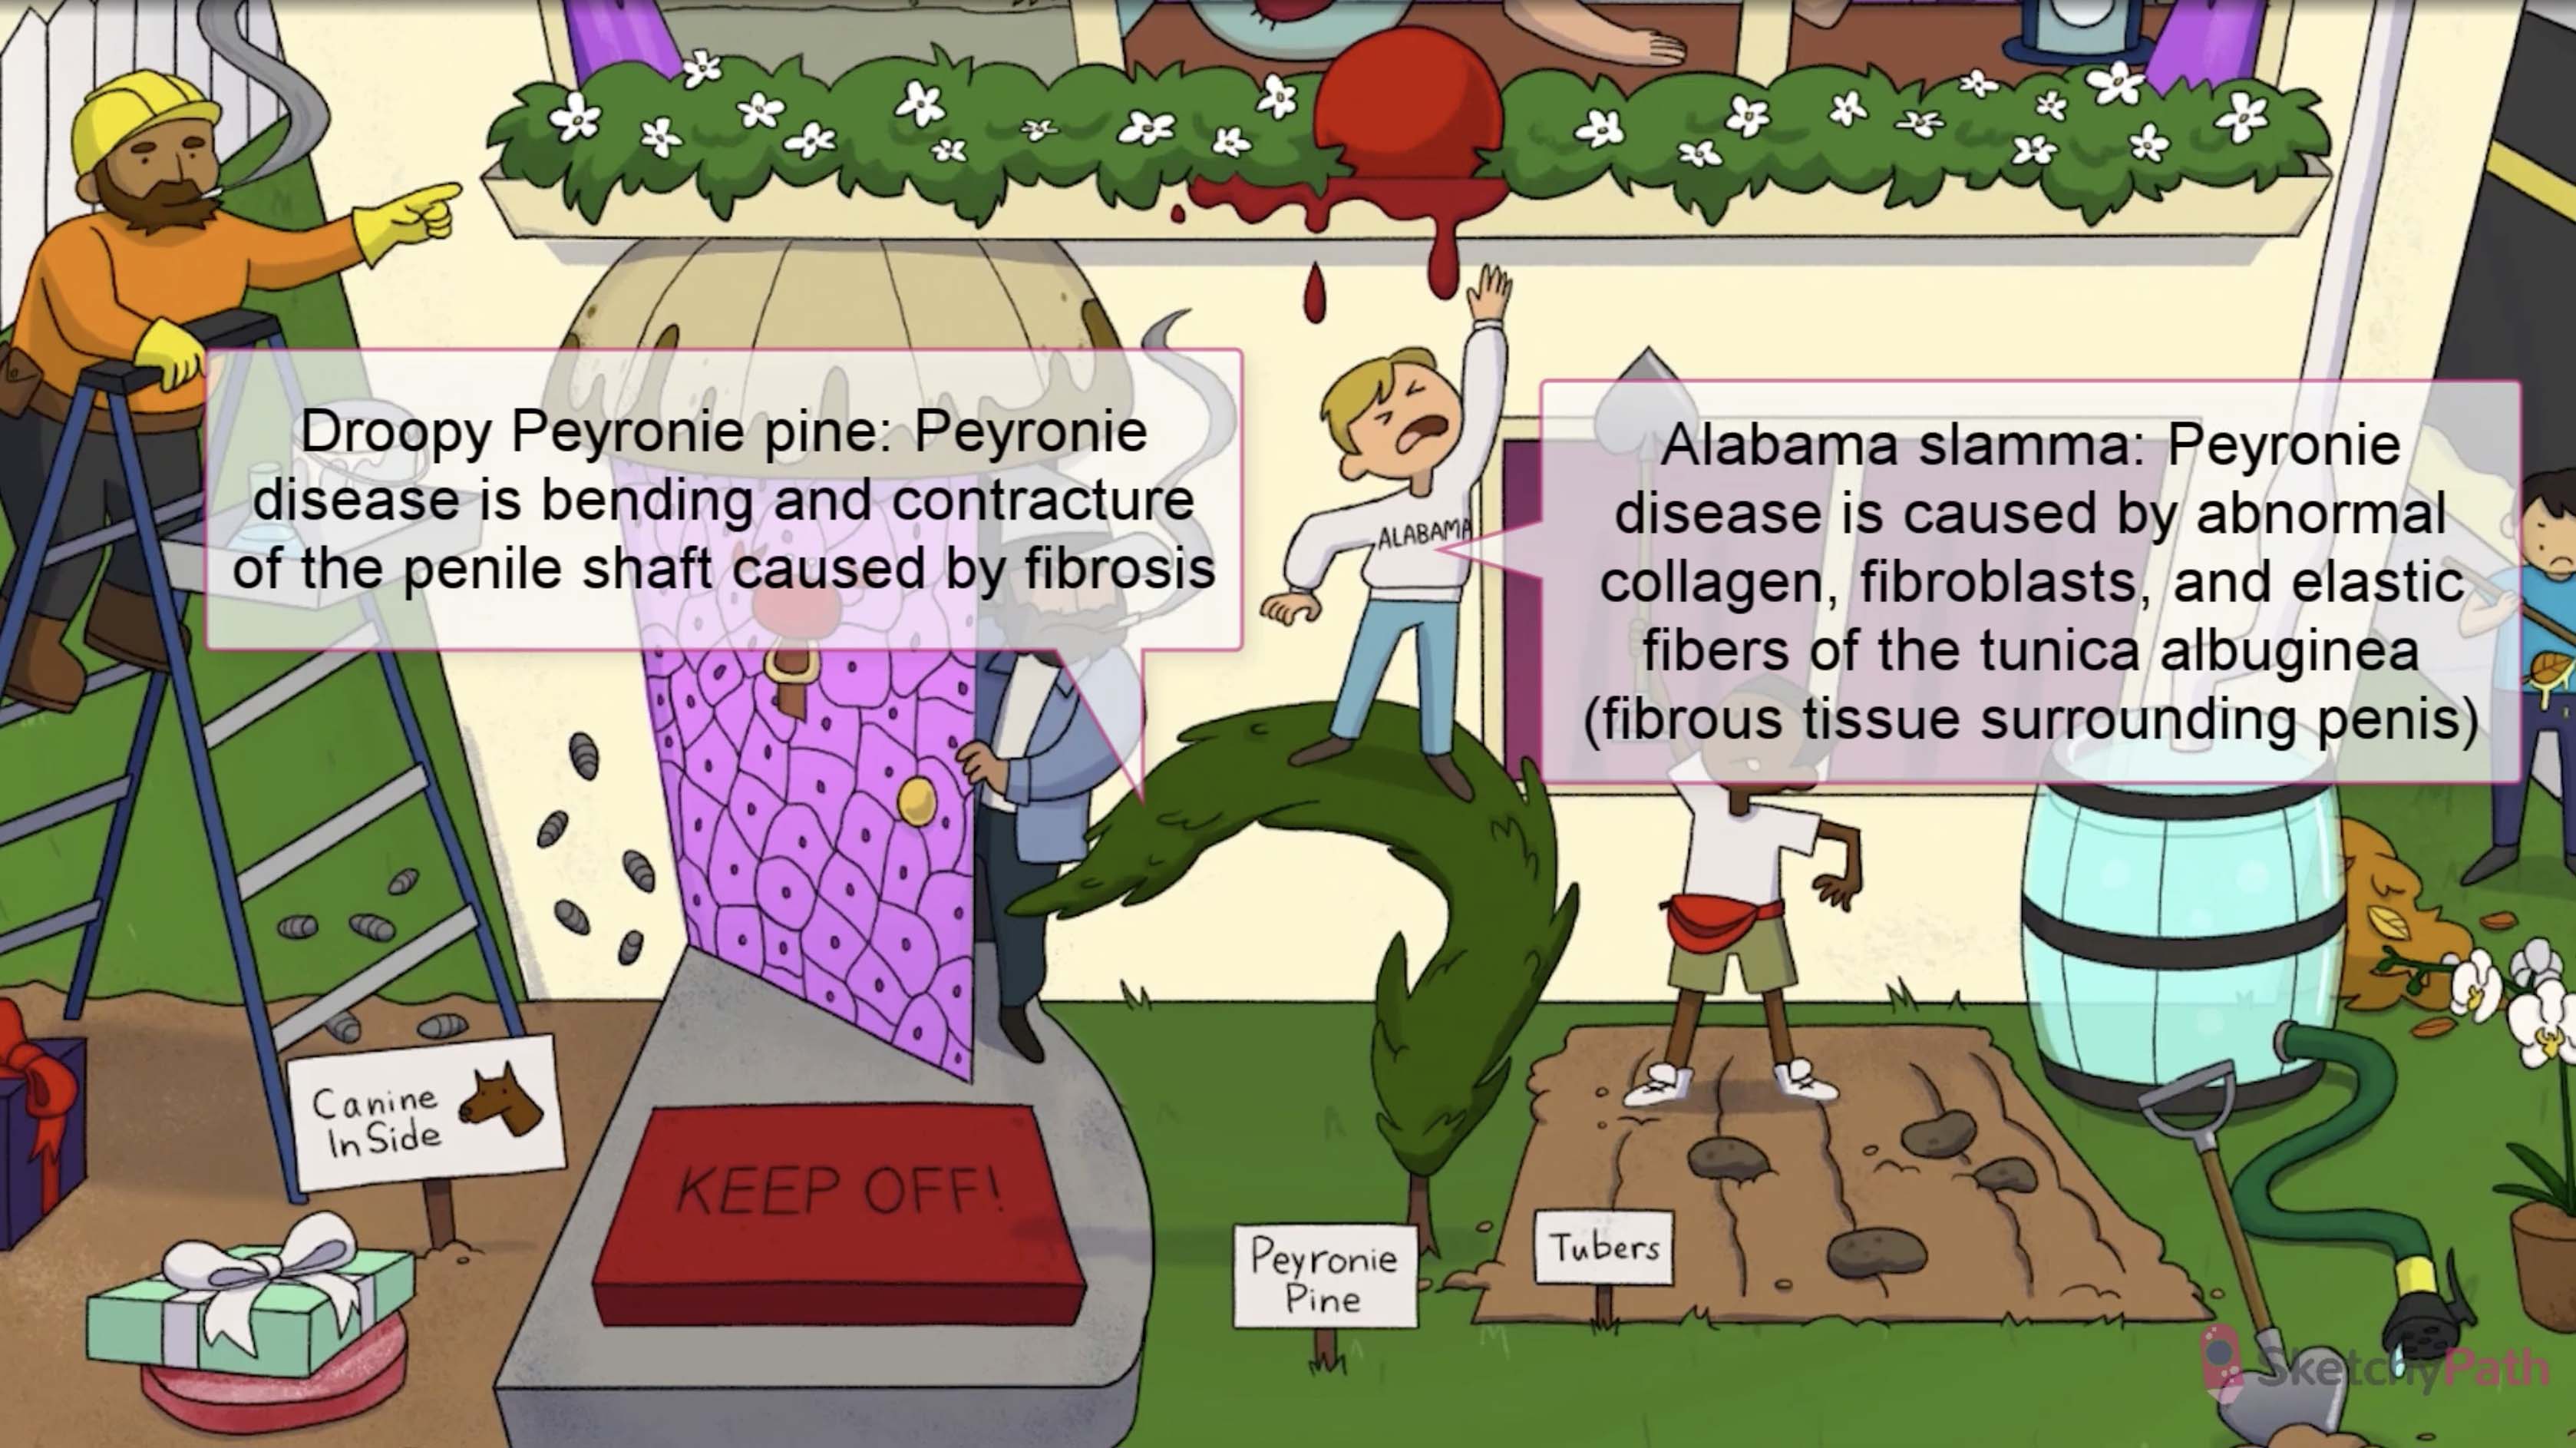 Droopy Peyronie pine: Peyronie
disease is bending and contracture
of the penile shaft caused by fibrosis
Alabama slamma: Peyronie
disease is caused by abnormal
collagen, fibroblasts, and elastic
fibers of the tunica albuginea
(fibrous tissue surrounding penis)
ALABAMA
Canine
In Side
KEEP OFF!
Peyronie
Pine
Tubers
SketchyPath